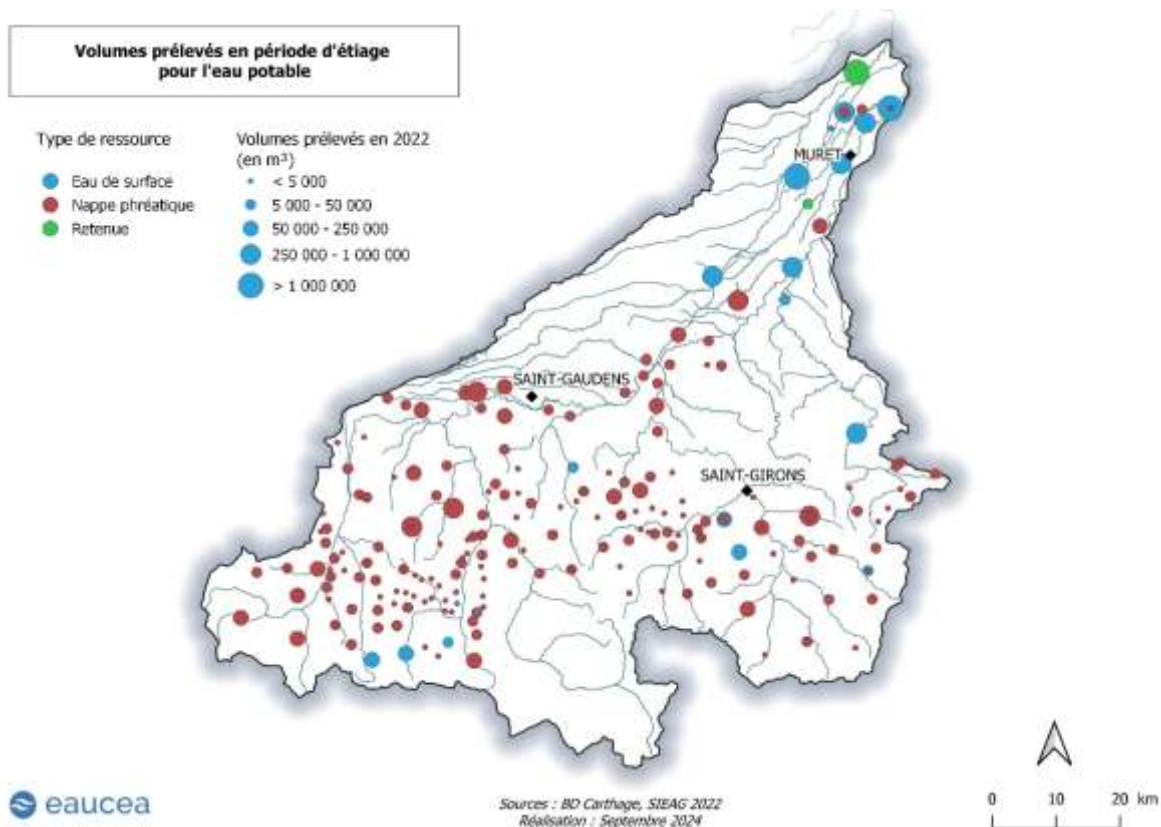 Volumes prélevés en période d'étiage
pour l'eau potable
Type de ressource
Eau de surface
Nappe phréatique
Retenue
Volumes prélevés en 2022
(en m³)
< 5 000
5 000 - 50 000
50 000 - 250 000
250 000 - 1 000 000
> 1 000 000
MURET
SAINT-GAUDENS
SAINT-GIRONS
eaucea
Sources : BD Carthage, SIEAG 2022
Réalisation : Septembre 2024
0 10 20 km